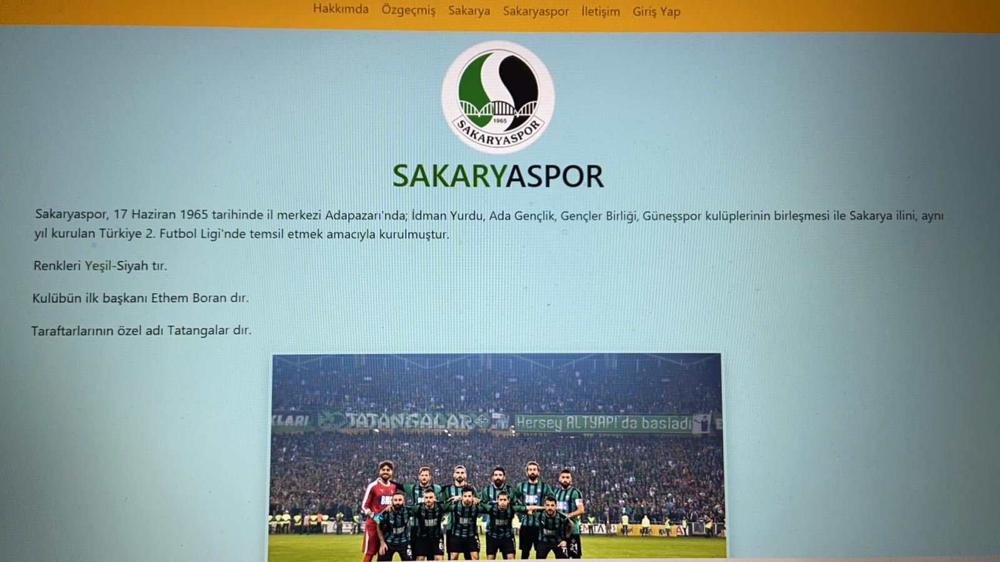 Hakkımda Özgeçmiş Sakarya Sakaryaspor İletişim Giriş Yap
1965
SAKARYASPOR
SAKARYASPOR
Sakaryaspor, 17 Haziran 1965 tarihinde il merkezi Adapazarı'nda; İdman Yurdu, Ada Gençlik, Gençler Birliği, Güneşspor kulüplerinin birleşmesi ile Sakarya ilini, aynı
yıl kurulan Türkiye 2. Futbol Ligi'nde temsil etmek amacıyla kurulmuştur.
Renkleri Yeşil-Siyah tır.
Kulübün ilk başkanı Ethem Boran dır.
Taraftarlarının özel adı Tatangalar dır.
KLARI TATANGALAR Hersey ALTYAPI'da basladı
BMC BMC BMC
BMC BMC BMC BMC BMC
21